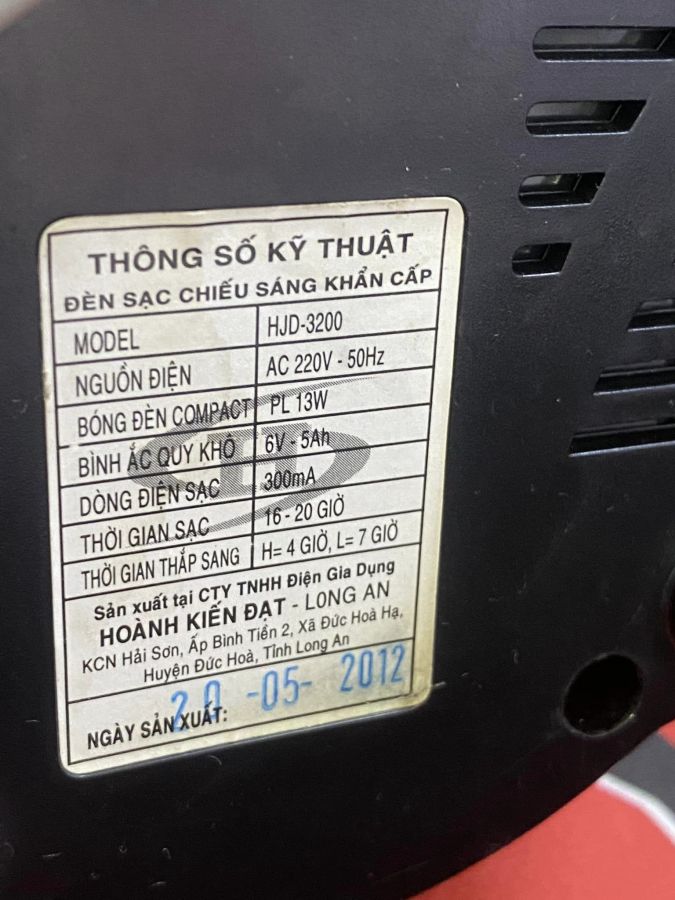 THÔNG SỐ KỸ THUẬT
ĐÈN SẠC CHIẾU SÁNG KHẨN CẤP
MODEL HJD-3200
NGUỒN ĐIỆN AC 220V - 50Hz
BÓNG ĐÈN COMPACT PL 13W
BÌNH ẮC QUY KHÔ 6V - 5Ah
DÒNG ĐIỆN SẠC 300mA
THỜI GIAN SẠC 16 - 20 GIỜ
THỜI GIAN THẮP SÁNG H= 4 GIỜ, L= 7 GIỜ
Sản xuất tại CTY TNHH Điện Gia Dụng
HOÀNH KIẾN ĐẠT - LONG AN
KCN Hải Sơn, Ấp Bình Tiền 2, Xã Đức Hoà Hạ,
Huyện Đức Hoà, Tỉnh Long An
NGÀY SẢN XUẤT: 20 -05- 2012